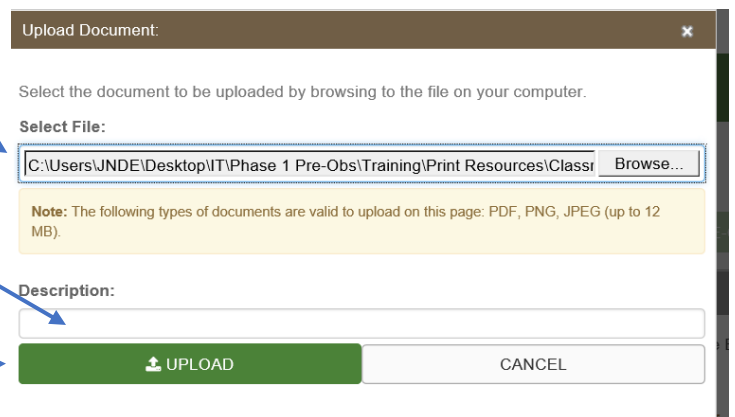 Upload Document:
Select the document to be uploaded by browsing to the file on your computer.
Select File:
C:\Users\JNDE\Desktop\IT\Phase 1 Pre-Obs\Training\Print Resources\Classr Browse...
Note: The following types of documents are valid to upload on this page: PDF, PNG, JPEG (up to 12
MB).
Description:
UPLOAD CANCEL